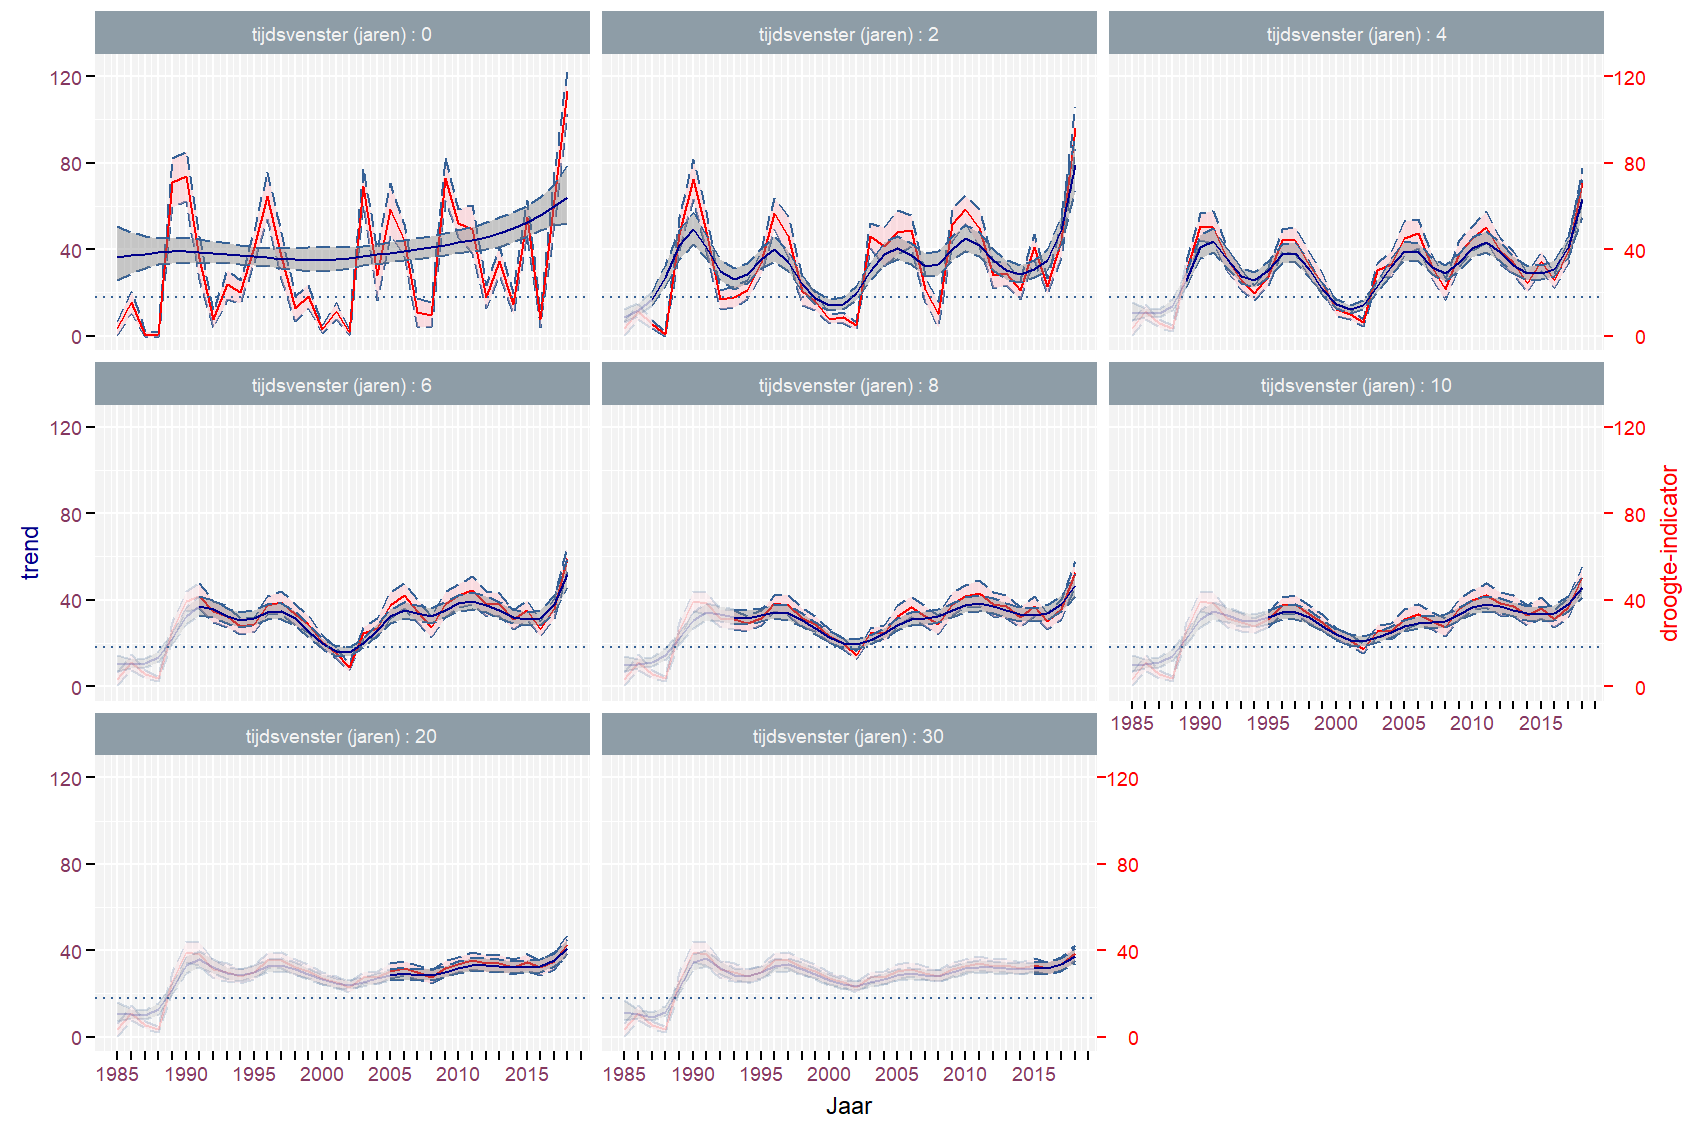 tijdsvenster (jaren) : 0
tijdsvenster (jaren) : 2
tijdsvenster (jaren) : 4
120
80
40
0
120
80
40
0
tijdsvenster (jaren) : 6
tijdsvenster (jaren) : 8
tijdsvenster (jaren) : 10
120
80
40
0
120
80
40
0
1985 1990 1995 2000 2005 2010 2015
trend
droogte-indicator
tijdsvenster (jaren) : 20
tijdsvenster (jaren) : 30
120
80
40
0
120
80
40
0
1985 1990 1995 2000 2005 2010 2015
1985 1990 1995 2000 2005 2010 2015
Jaar